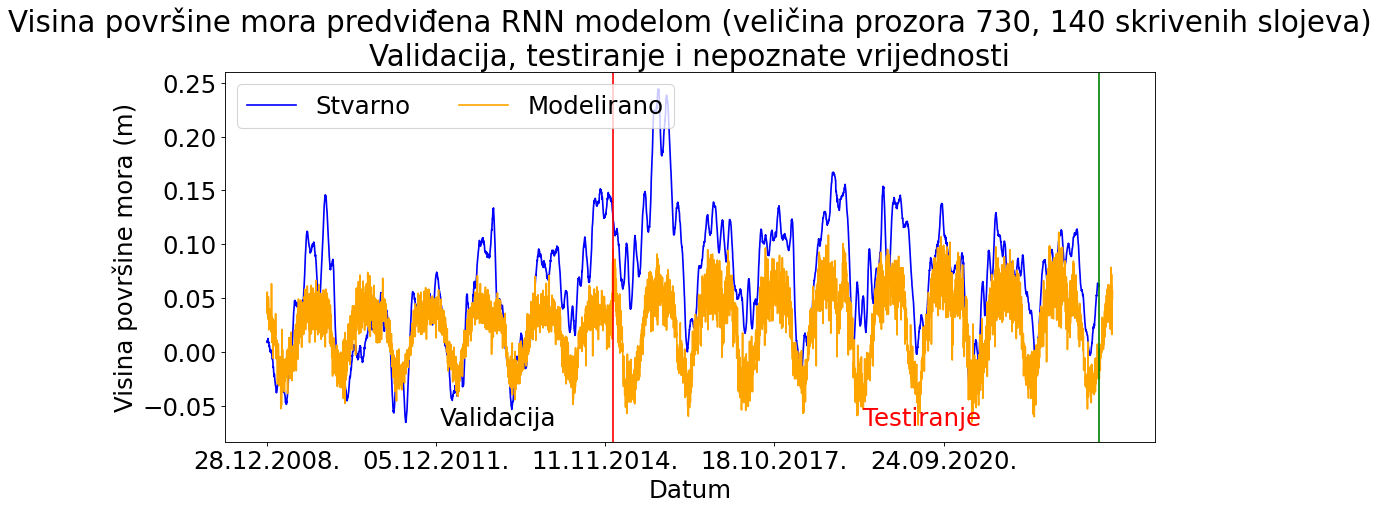 Visina površine mora predviđena RNN modelom (veličina prozora 730, 140 skrivenih slojeva)
Validacija, testiranje i nepoznate vrijednosti
Stvarno
Modelirano
Visina površine mora (m)
0.25
0.20
0.15
0.10
0.05
0.00
−0.05
Validacija
Testiranje
28.12.2008.
05.12.2011.
11.11.2014.
18.10.2017.
24.09.2020.
Datum